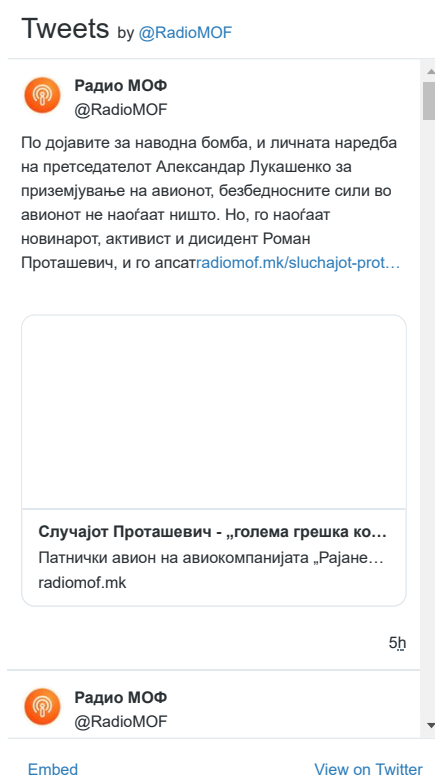 Tweets by @RadioMOF
Радио МОФ
@RadioMOF
По дојавите за наводна бомба, и личната наредба
на претседателот Александар Лукашенко за
приземјување на авионот, безбедносните сили во
авионот не наоѓаат ништо. Но, го наоѓаат
новинарот, активист и дисидент Роман
Проташевич, и го апсатradiomof.mk/sluchajot-prot…
Случајот Проташевич - „голема грешка ко…
Патнички авион на авиокомпанијата „Рајане…
radiomof.mk
5h
Радио МОФ
@RadioMOF
Embed View on Twitter